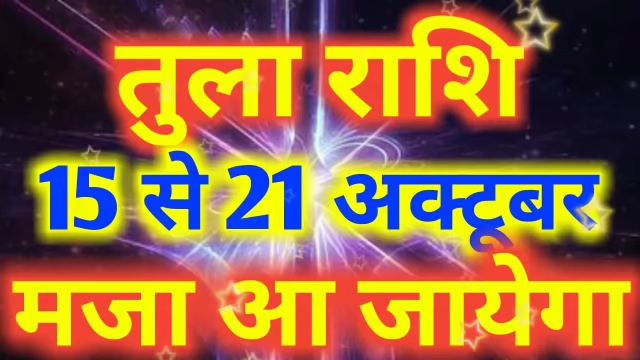 तुला राशि
15 से 21 अक्टूबर
मजा आ जायेगा